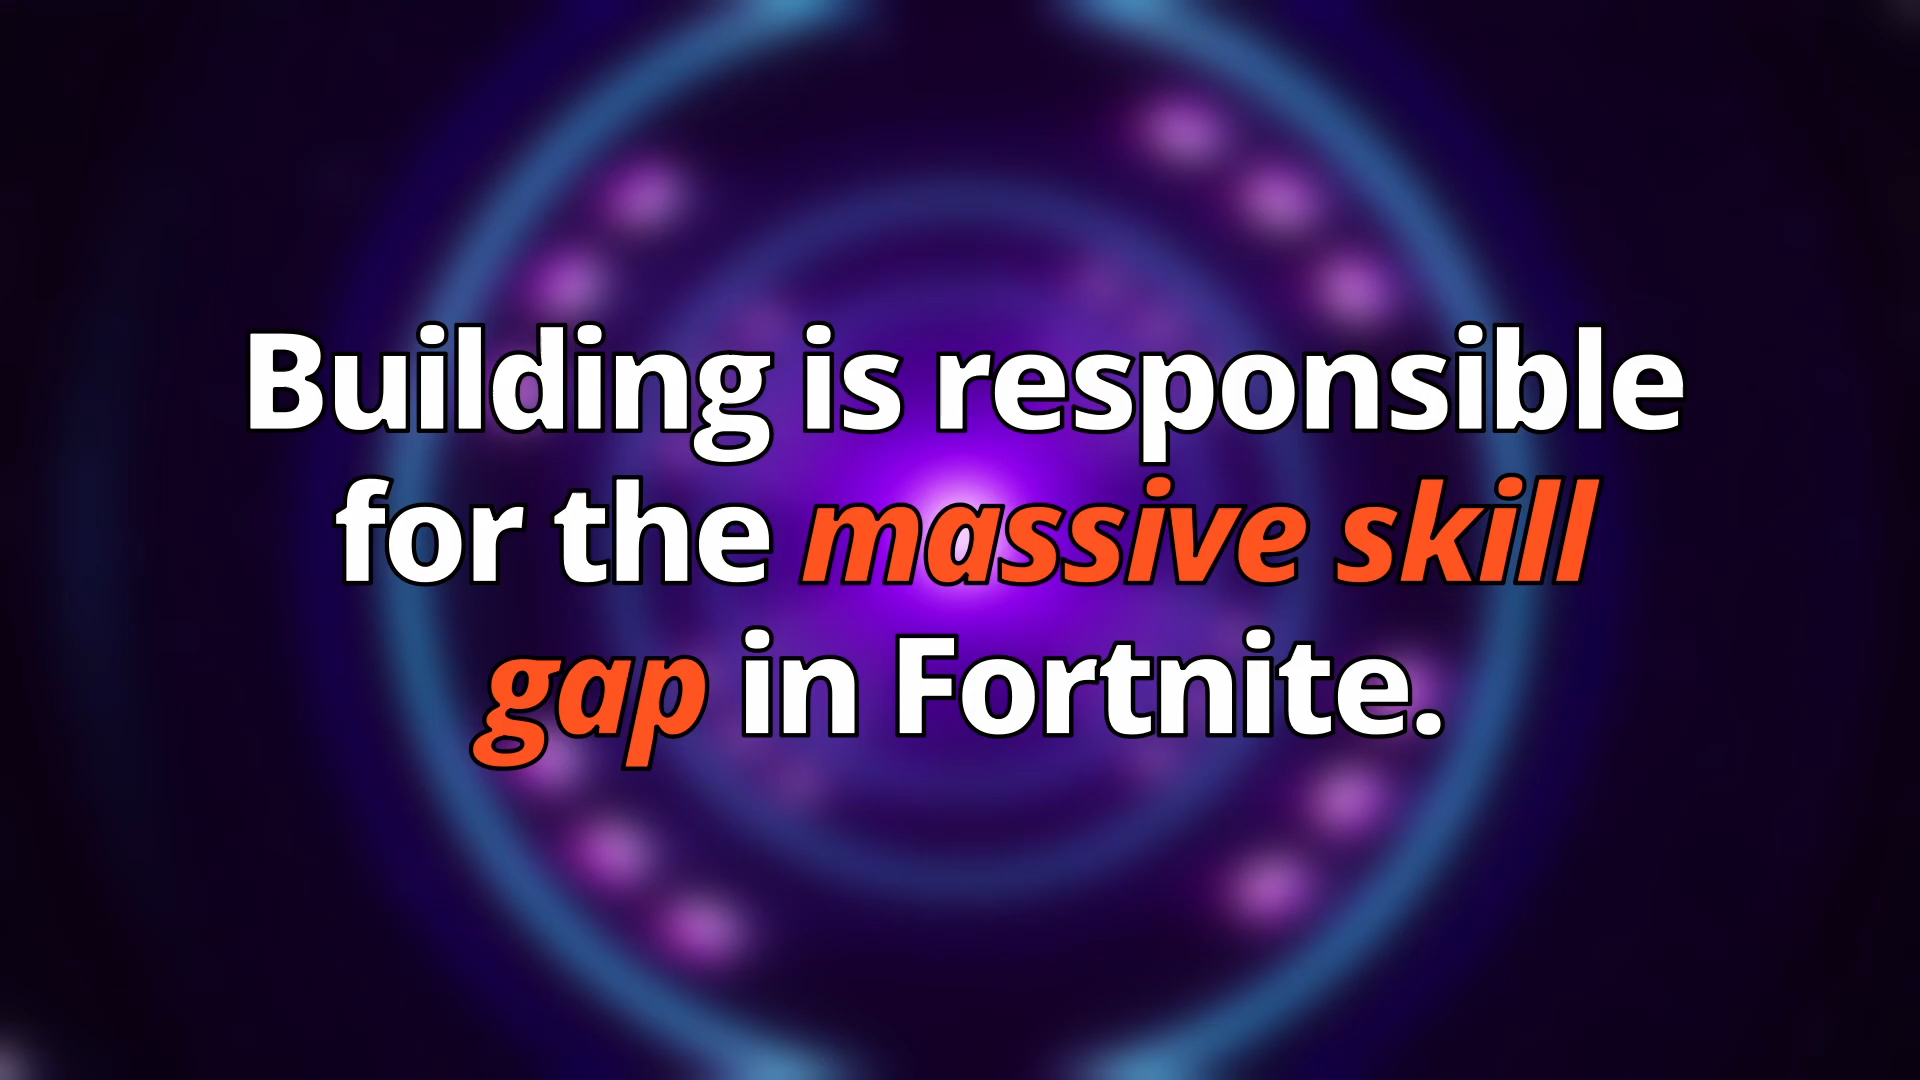 Building is responsible
for the massive skill
gap in Fortnite.